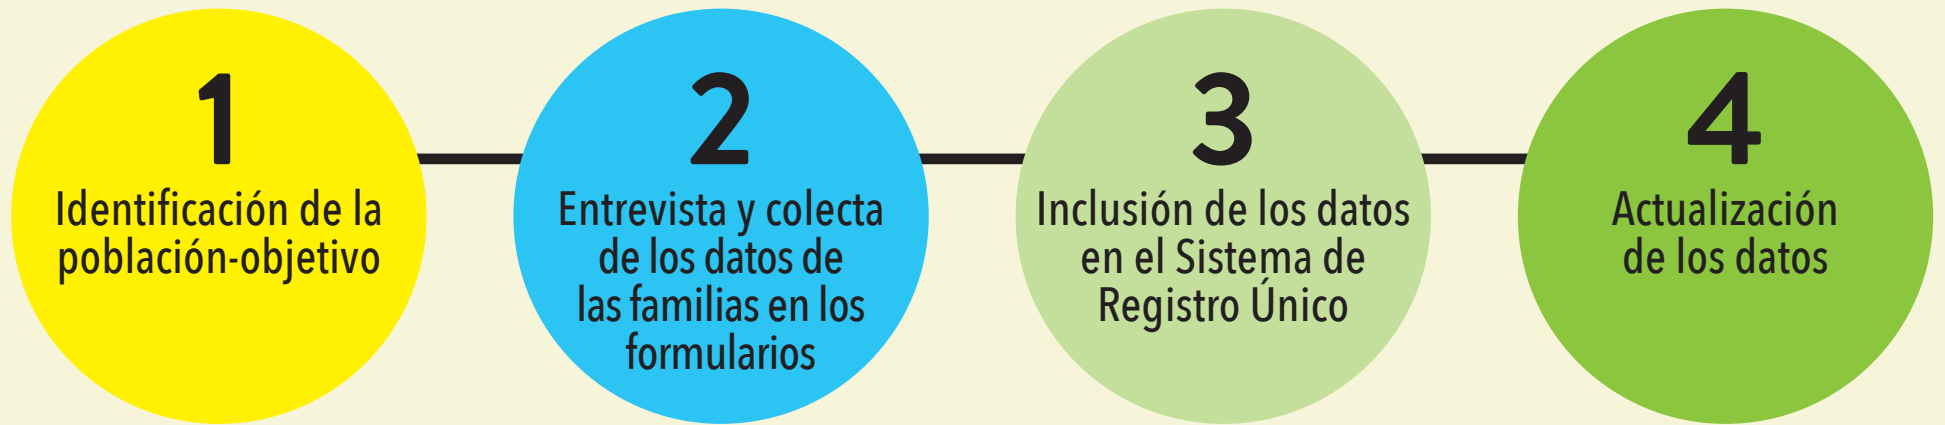 1
Identificación de la
población-objetivo
2
Entrevista y colecta
de los datos de
las familias en los
formularios
3
Inclusión de los datos
en el Sistema de
Registro Único
4
Actualización
de los datos